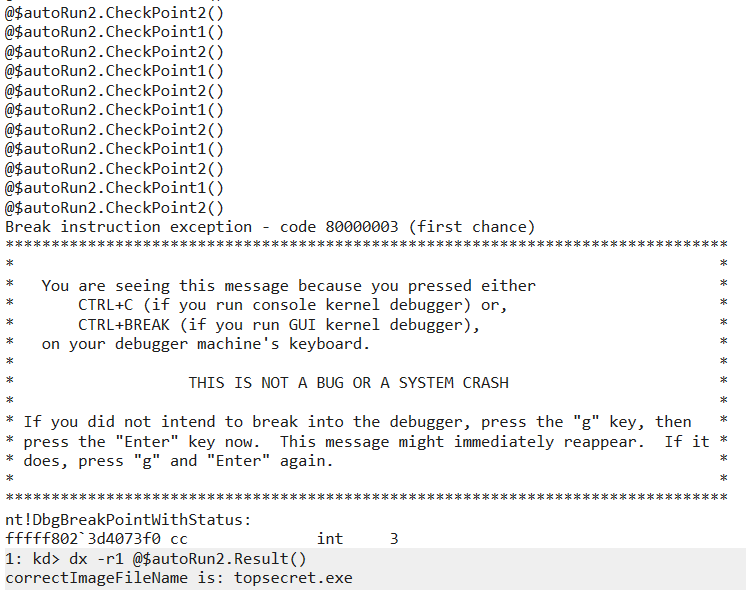 @$autoRun2.CheckPoint2()
@$autoRun2.CheckPoint1()
@$autoRun2.CheckPoint2()
@$autoRun2.CheckPoint1()
@$autoRun2.CheckPoint2()
@$autoRun2.CheckPoint1()
@$autoRun2.CheckPoint2()
@$autoRun2.CheckPoint1()
@$autoRun2.CheckPoint2()
@$autoRun2.CheckPoint1()
@$autoRun2.CheckPoint2()
Break instruction exception - code 80000003 (first chance)
*******************************************************************************
*                                                                             *
*   You are seeing this message because you pressed either                    *
*       CTRL+C (if you run console kernel debugger) or,                       *
*       CTRL+BREAK (if you run GUI kernel debugger),                          *
*   on your debugger machine's keyboard.                                      *
*                                                                             *
*                   THIS IS NOT A BUG OR A SYSTEM CRASH                       *
*                                                                             *
* If you did not intend to break into the debugger, press the "g" key, then   *
* press the "Enter" key now.  This message might immediately reappear.  If it *
* does, press "g" and "Enter" again.                                          *
*                                                                             *
*******************************************************************************
nt!DbgBreakPointWithStatus:
fffff802`3d4073f0 cc              int     3
1: kd> dx -r1 @$autoRun2.Result()
correctImageFileName is: topsecret.exe